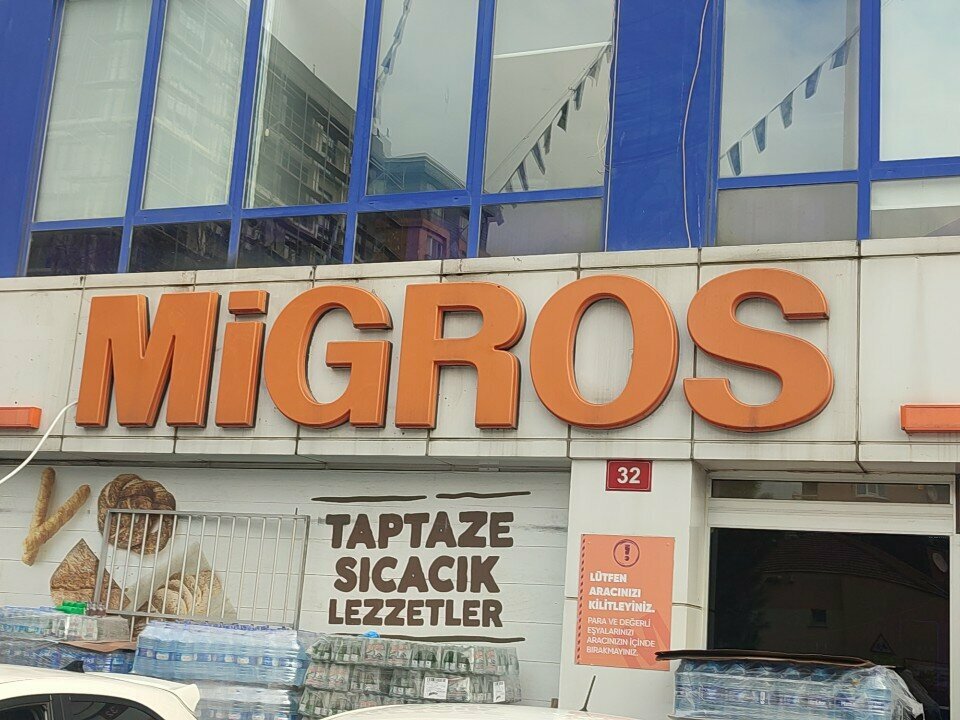 MiGROS
32
TAPTAZE
SICACIK
LEZZETLER
!
LÜTFEN
ARACINIZI
KİLİTLEYİNİZ.
PARA VE DEĞERLİ
EŞYALARINIZI
ARACINIZIN İÇİNDE
BIRAKMAYINIZ.